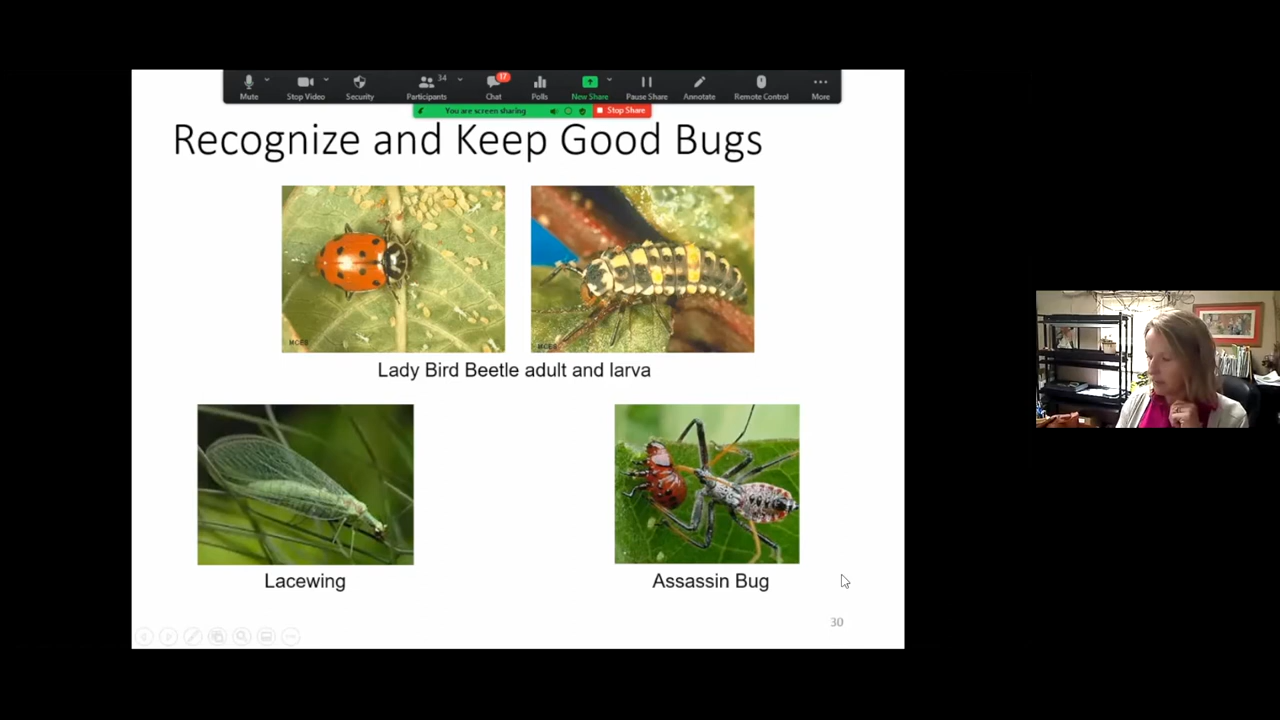 34
17
Mute
Stop Video
Security
Participants
Chat
Polls
New Share
Pause Share
Annotate
Remote Control
More
You are screen sharing
Stop Share
Recognize and Keep Good Bugs
MCES
MCES
Lady Bird Beetle adult and larva
Lacewing
Assassin Bug
30